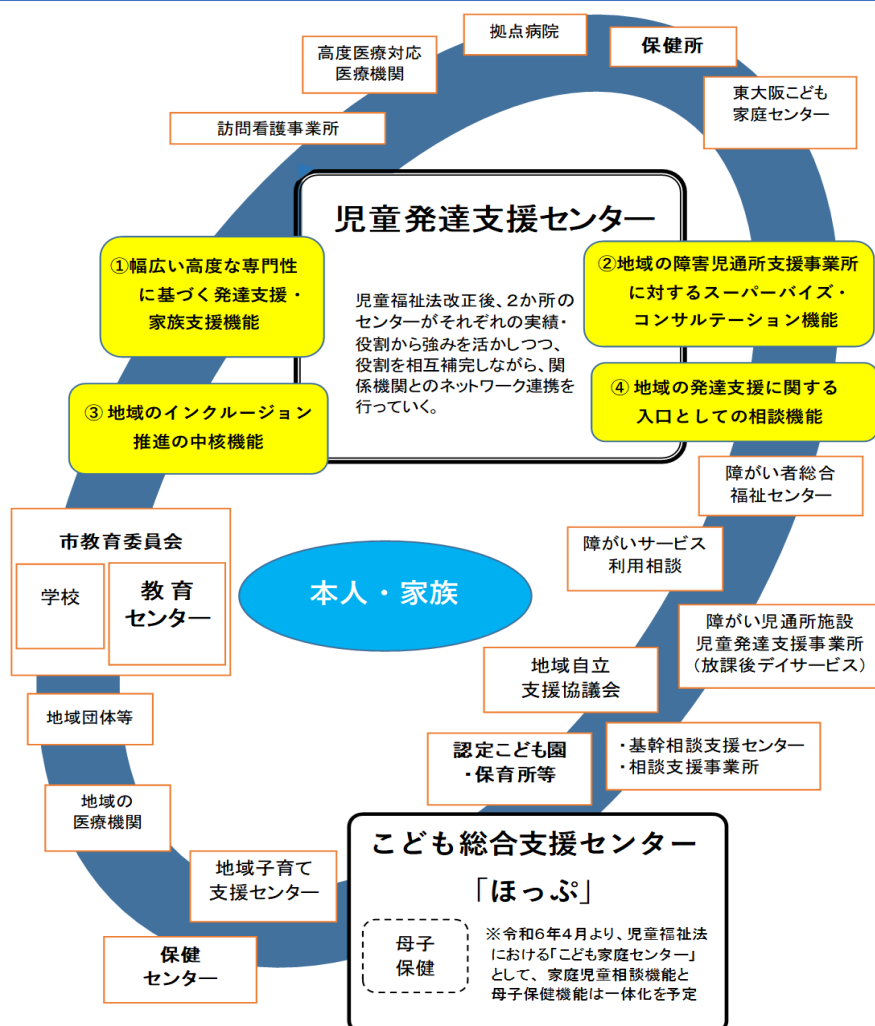 拠点病院
保健所
高度医療対応
医療機関
東大阪こども
家庭センター
訪問看護事業所
児童発達支援センター
①幅広い高度な専門性
に基づく発達支援・
家族支援機能
②地域の障害児通所支援事業所
に対するスーパーバイズ・
コンサルテーション機能
児童福祉法改正後、2か所の
センターがそれぞれの実績・
役割から強みを活かしつつ、
役割を相互補完しながら、関
係機関とのネットワーク連携を
行っていく。
③地域のインクルージョン
推進の中核機能
④地域の発達支援に関する
入口としての相談機能
障がい者総合
福祉センター
市教育委員会
学校
教育
センター
本人・家族
障がいサービス
利用相談
障がい児通所施設
児童発達支援事業所
(放課後デイサービス)
地域自立
支援協議会
地域団体等
認定こども園
・保育所等
・基幹相談支援センター
・相談支援事業所
地域の
医療機関
こども総合支援センター
「ほっぷ」
地域子育て
支援センター
母子
保健
※令和6年4月より、児童福祉法
における「こども家庭センター」
として、家庭児童相談機能と
母子保健機能は一体化を予定
保健
センター